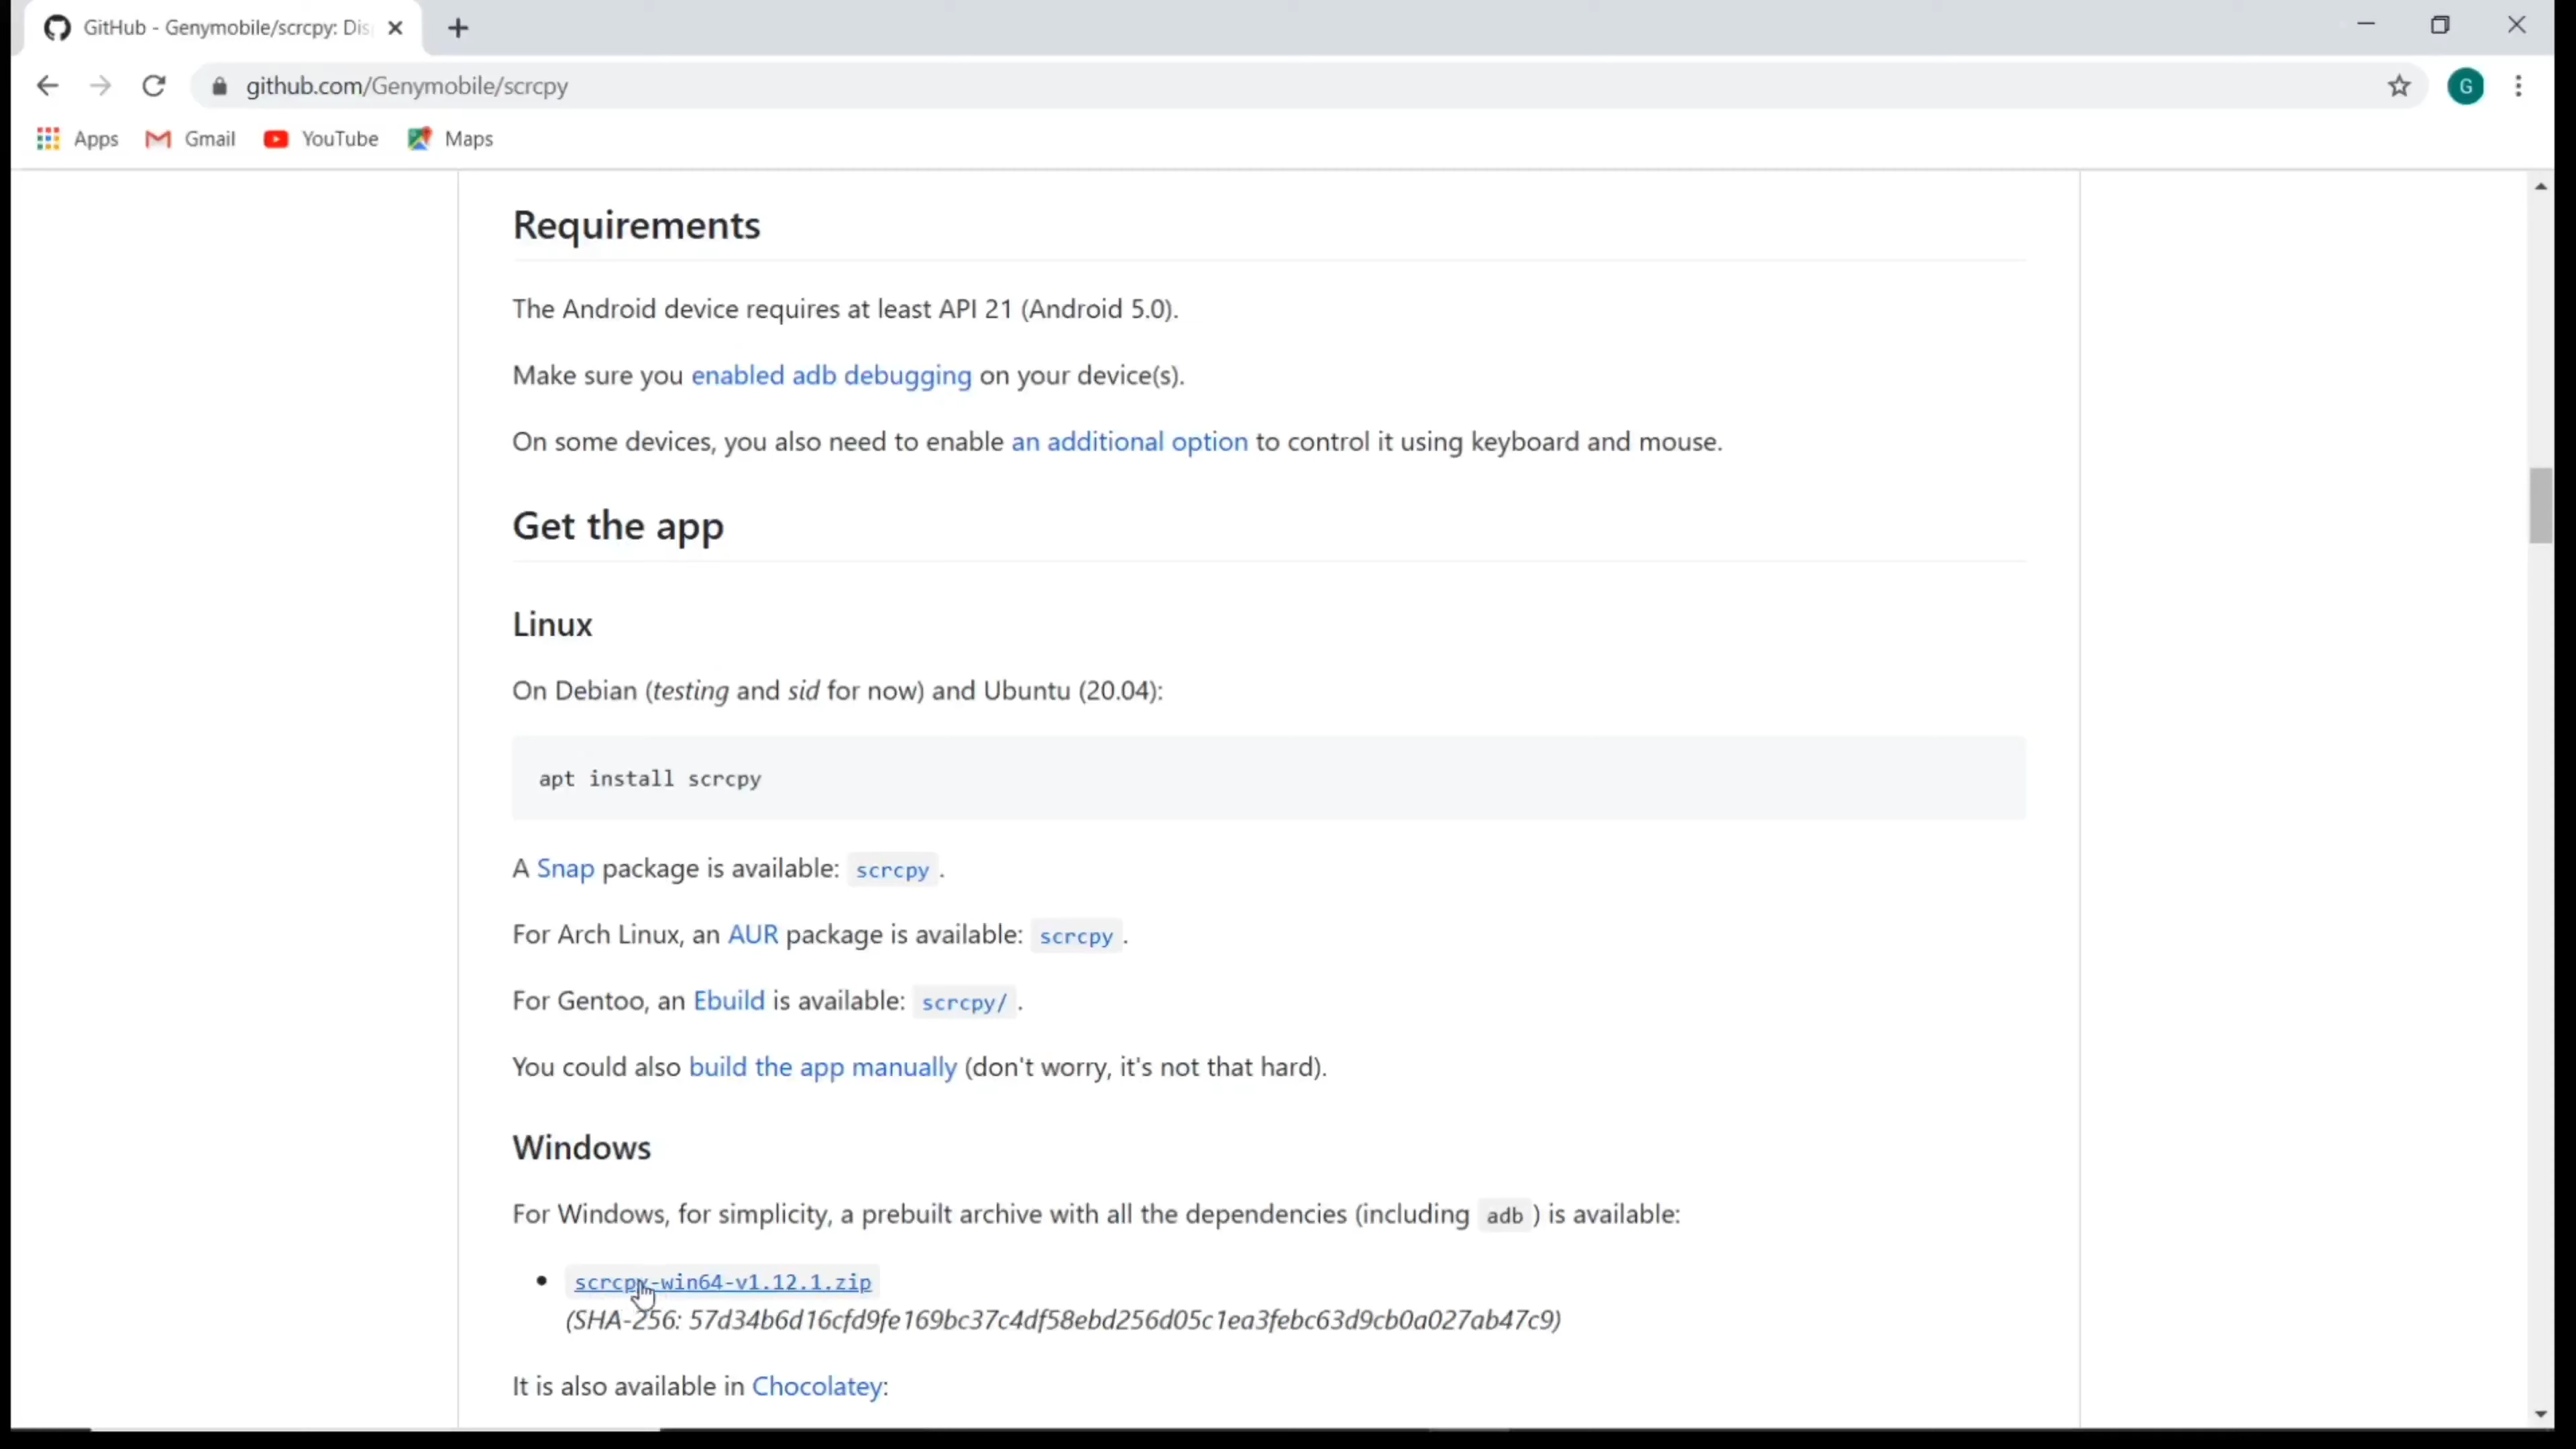 GitHub - Genymobile/scrcpy: Dis
github.com/Genymobile/scrcpy
G
Apps Gmail YouTube Maps
Requirements
The Android device requires at least API 21 (Android 5.0).
Make sure you enabled adb debugging on your device(s).
On some devices, you also need to enable an additional option to control it using keyboard and mouse.
Get the app
Linux
On Debian (testing and sid for now) and Ubuntu (20.04):
apt install scrcpy
A Snap package is available: scrcpy .
For Arch Linux, an AUR package is available: scrcpy .
For Gentoo, an Ebuild is available: scrcpy/ .
You could also build the app manually (don't worry, it's not that hard).
Windows
For Windows, for simplicity, a prebuilt archive with all the dependencies (including adb ) is available:
• scrcpy-win64-v1.12.1.zip
(SHA-256: 57d34b6d16cfd9fe169bc37c4df58ebd256d05c1ea3febc63d9cb0a027ab47c9)
It is also available in Chocolatey: